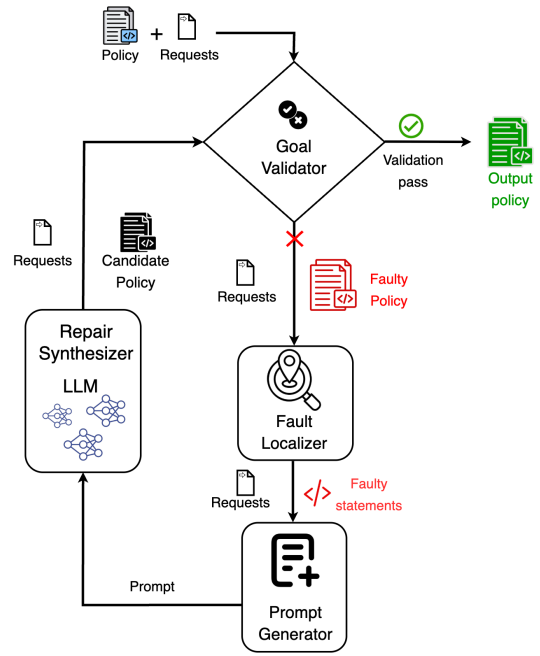 Policy
+
Requests
Goal
Validator
Validation
pass
Output
policy
Requests
Candidate
Policy
Requests
Faulty
Policy
Repair
Synthesizer
LLM
Fault
Localizer
Requests
</>
Faulty
statements
Prompt
Prompt
Generator